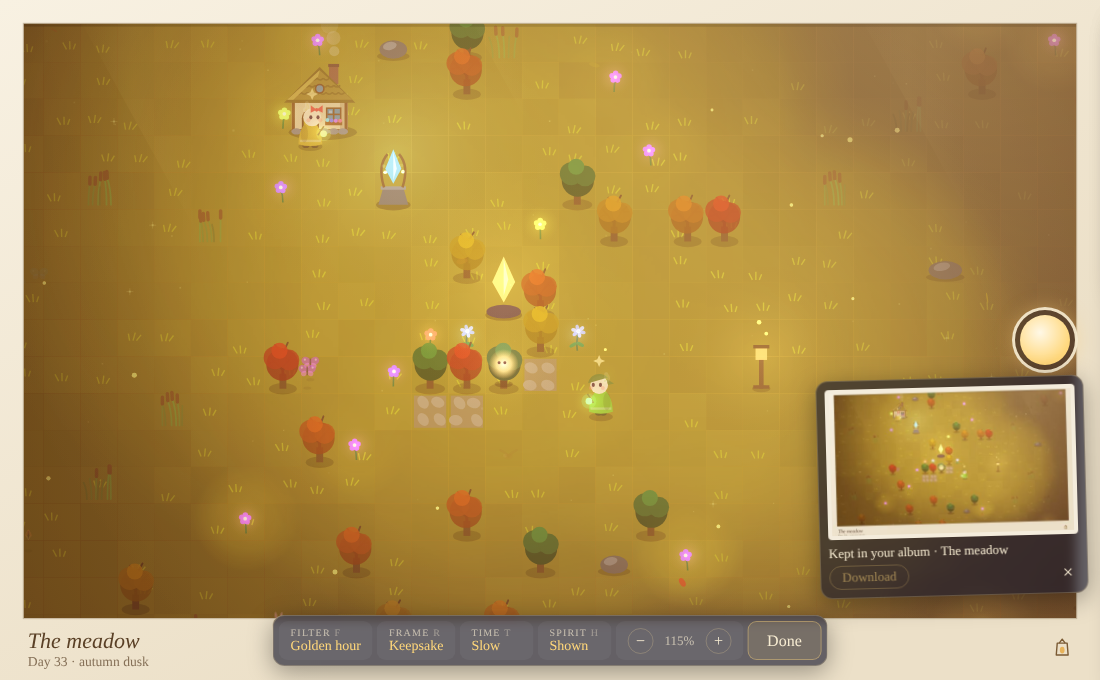 Kept in your album · The meadow
Download
×
FILTER F
Golden hour
FRAME R
Keepsake
TIME T
Slow
SPIRIT H
Shown
− 115% +
Done
The meadow
Day 33 · autumn dusk